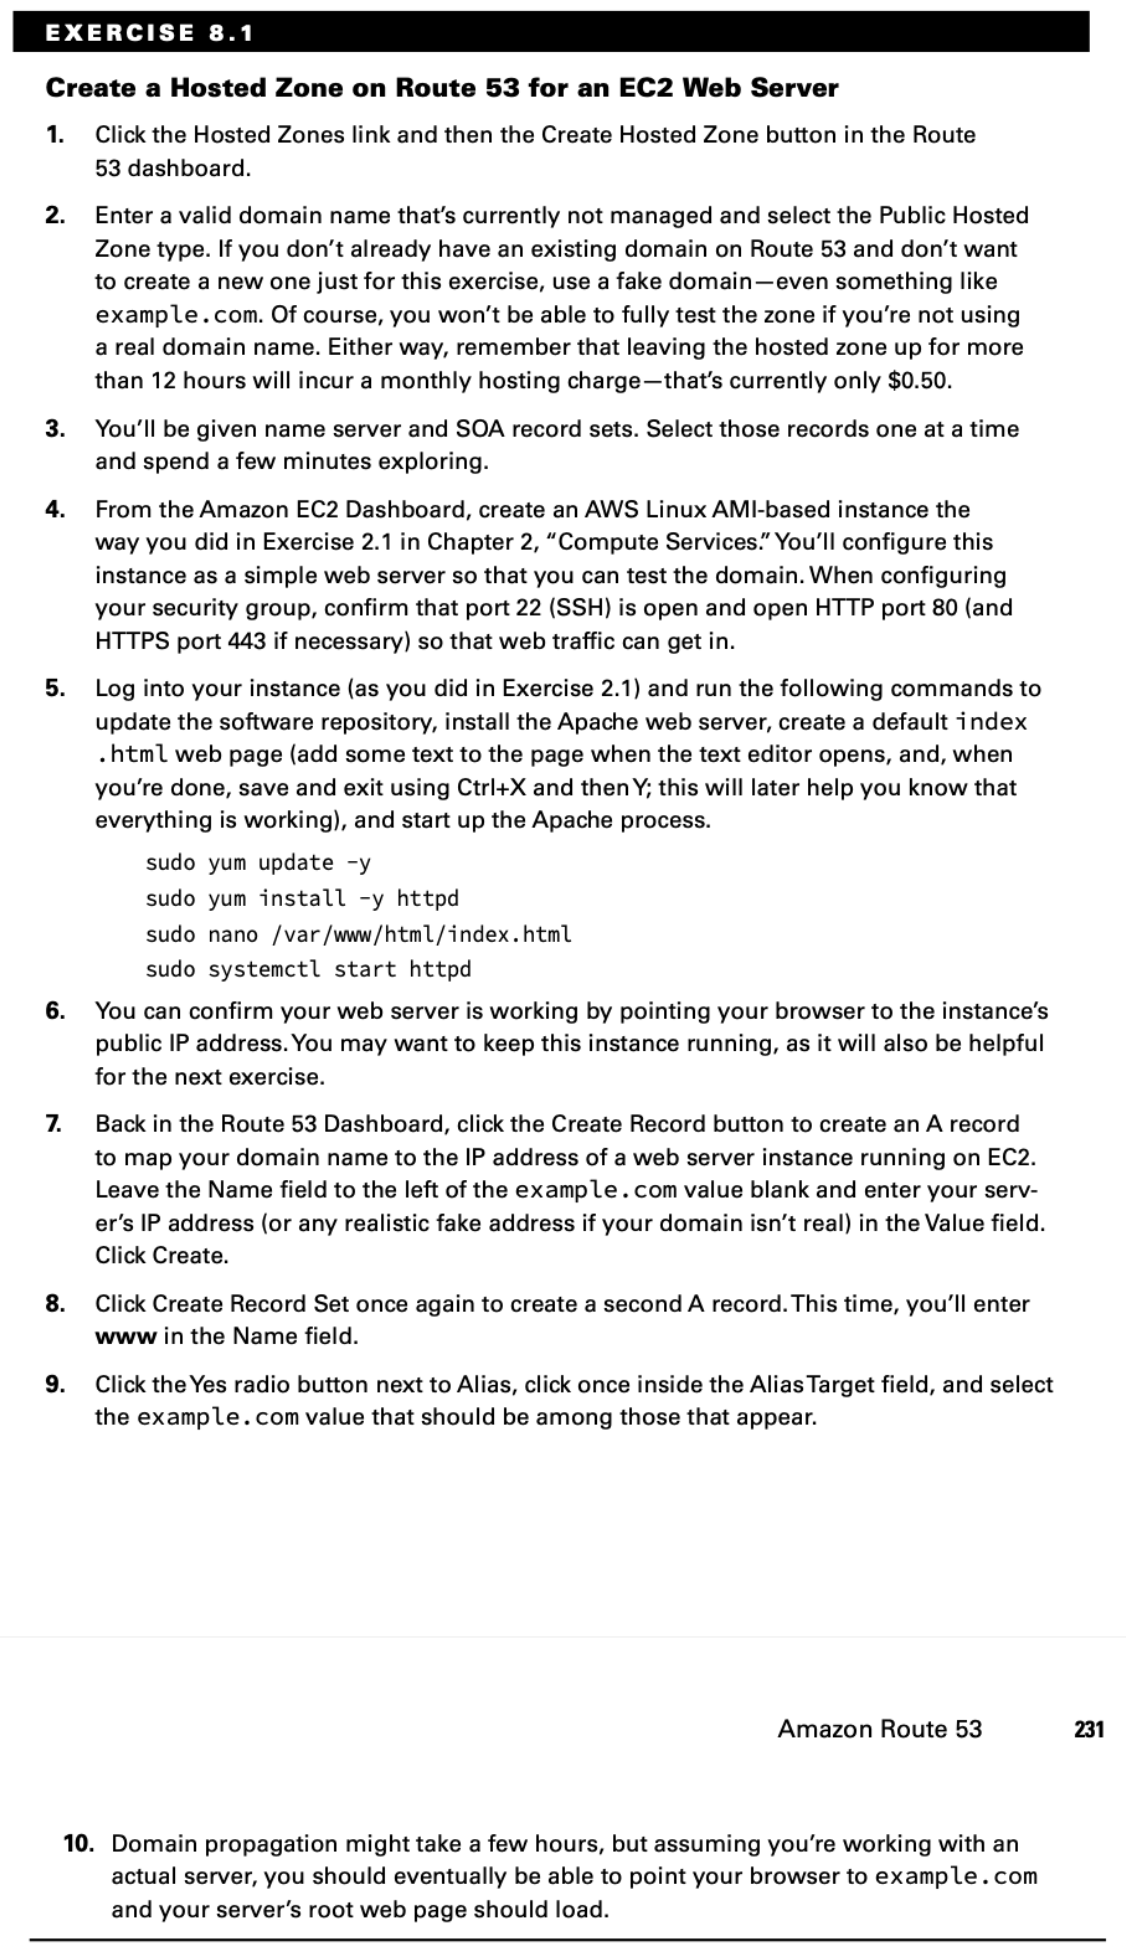 EXERCISE 8.1
Create a Hosted Zone on Route 53 for an EC2 Web Server
1. Click the Hosted Zones link and then the Create Hosted Zone button in the Route
53 dashboard.
2. Enter a valid domain name that’s currently not managed and select the Public Hosted
Zone type. If you don’t already have an existing domain on Route 53 and don’t want
to create a new one just for this exercise, use a fake domain—even something like
example.com. Of course, you won’t be able to fully test the zone if you’re not using
a real domain name. Either way, remember that leaving the hosted zone up for more
than 12 hours will incur a monthly hosting charge—that’s currently only $0.50.
3. You’ll be given name server and SOA record sets. Select those records one at a time
and spend a few minutes exploring.
4. From the Amazon EC2 Dashboard, create an AWS Linux AMI-based instance the
way you did in Exercise 2.1 in Chapter 2, “Compute Services.” You’ll configure this
instance as a simple web server so that you can test the domain. When configuring
your security group, confirm that port 22 (SSH) is open and open HTTP port 80 (and
HTTPS port 443 if necessary) so that web traffic can get in.
5. Log into your instance (as you did in Exercise 2.1) and run the following commands to
update the software repository, install the Apache web server, create a default index
.html web page (add some text to the page when the text editor opens, and, when
you’re done, save and exit using Ctrl+X and then Y; this will later help you know that
everything is working), and start up the Apache process.
sudo yum update -y
sudo yum install -y httpd
sudo nano /var/www/html/index.html
sudo systemctl start httpd
6. You can confirm your web server is working by pointing your browser to the instance’s
public IP address. You may want to keep this instance running, as it will also be helpful
for the next exercise.
7. Back in the Route 53 Dashboard, click the Create Record button to create an A record
to map your domain name to the IP address of a web server instance running on EC2.
Leave the Name field to the left of the example.com value blank and enter your serv-
er’s IP address (or any realistic fake address if your domain isn’t real) in the Value field.
Click Create.
8. Click Create Record Set once again to create a second A record. This time, you’ll enter
www in the Name field.
9. Click the Yes radio button next to Alias, click once inside the Alias Target field, and select
the example.com value that should be among those that appear.
Amazon Route 53 231
10. Domain propagation might take a few hours, but assuming you’re working with an
actual server, you should eventually be able to point your browser to example.com
and your server’s root web page should load.